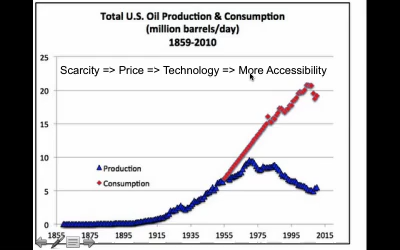 Total U.S. Oil Production & Consumption
(million barrels/day)
1859-2010
25
Scarcity => Price => Technology => More Accessibility
20
15
10
Production
Consumption
5
0
1855 1875 1895 1915 1935 1955 1975 1995 2015